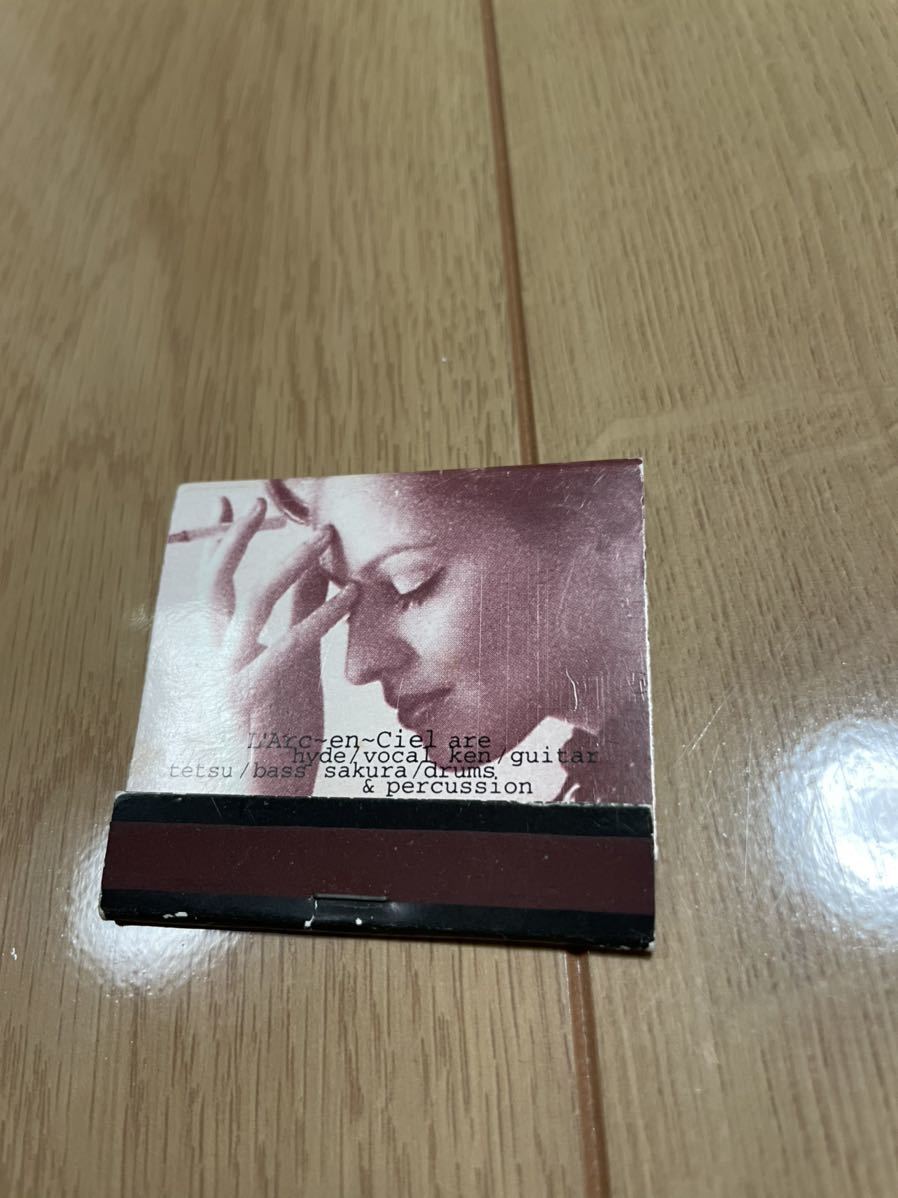 L'Arc~en~Ciel are
hyde/vocal ken/guitar
tetsu/bass sakura/drums
& percussion